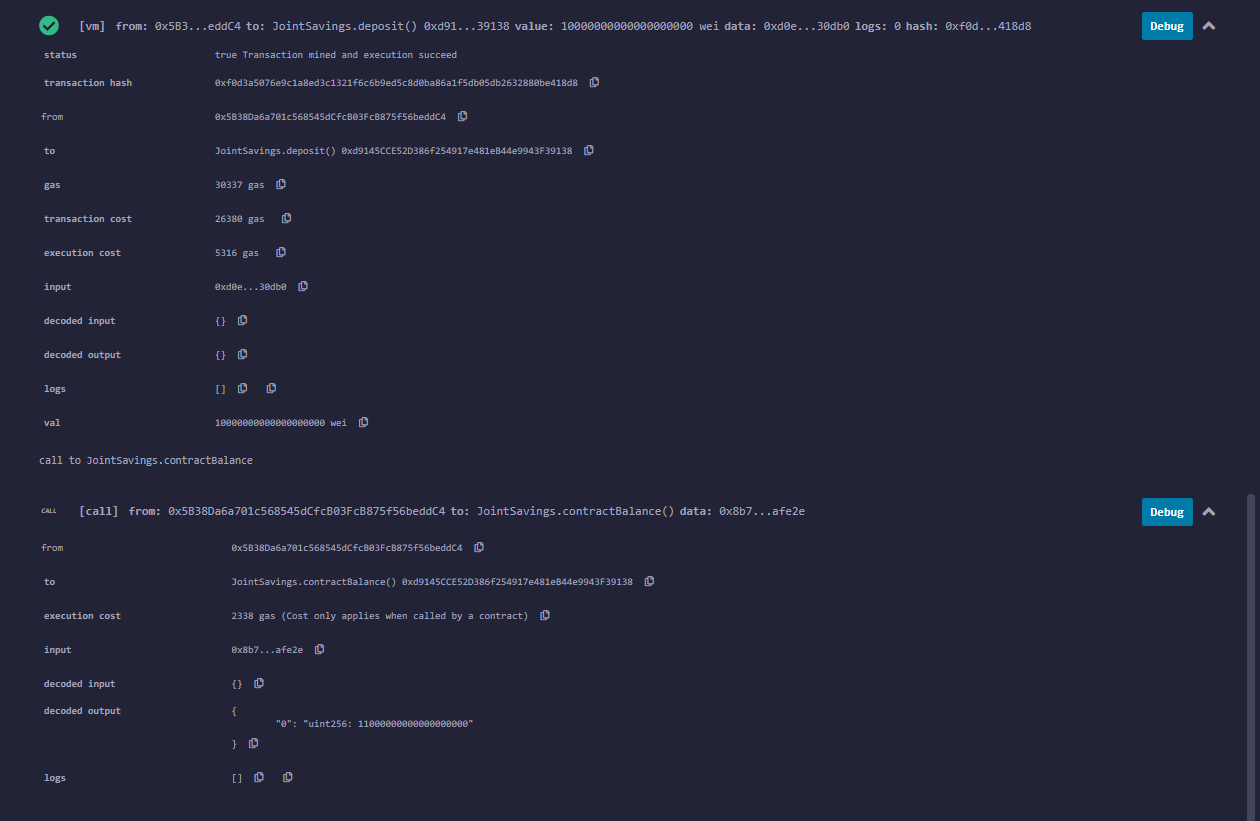 [vm] from: 0x5B3...eddC4 to: JointSavings.deposit() 0xd91...39138 value: 10000000000000000000 wei data: 0xd0e...30db0 logs: 0 hash: 0xf0d...418d8 Debug
status true Transaction mined and execution succeed
transaction hash 0xf0d3a5076e9c1a8ed3c1321f6c6b9ed5c8d0ba86a1f5db05db2632880be418d8
from 0x5B38Da6a701c568545dCfcB03FcB875f56beddC4
to JointSavings.deposit() 0xd9145CCE52D386f254917e481eB44e9943F39138
gas 30337 gas
transaction cost 26380 gas
execution cost 5316 gas
input 0xd0e...30db0
decoded input {}
decoded output {}
logs []
val 10000000000000000000 wei
call to JointSavings.contractBalance
CALL [call] from: 0x5B38Da6a701c568545dCfcB03FcB875f56beddC4 to: JointSavings.contractBalance() data: 0x8b7...afe2e Debug
from 0x5B38Da6a701c568545dCfcB03FcB875f56beddC4
to JointSavings.contractBalance() 0xd9145CCE52D386f254917e481eB44e9943F39138
execution cost 2338 gas (Cost only applies when called by a contract)
input 0x8b7...afe2e
decoded input {}
decoded output {
"0": "uint256: 11000000000000000000"
}
logs []